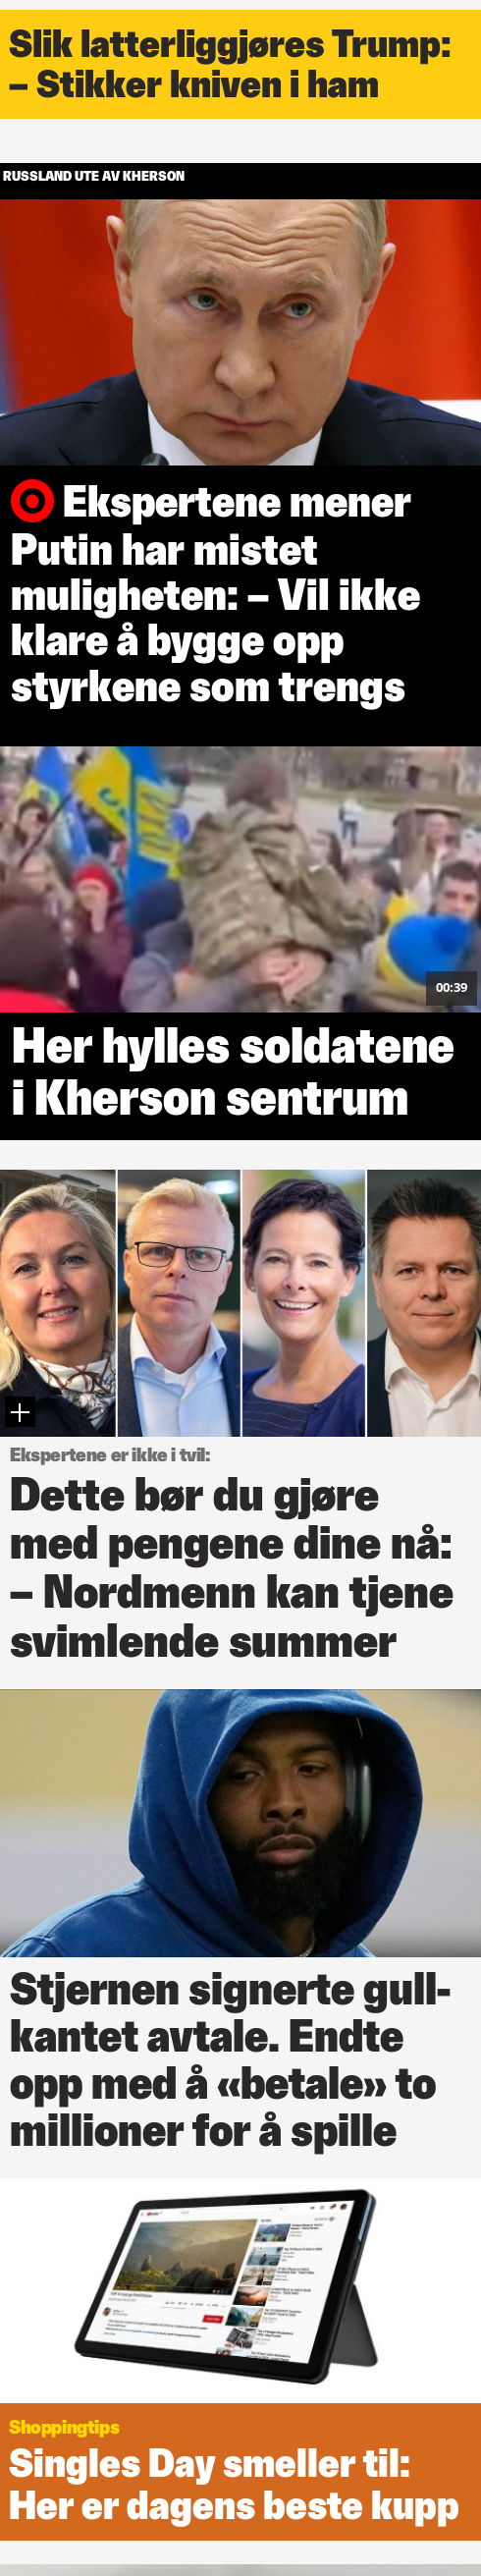 Slik latterliggjøres Trump:
– Stikker kniven i ham
RUSSLAND UTE AV KHERSON
Ekspertene mener
Putin har mistet
muligheten: – Vil ikke
klare å bygge opp
styrkene som trengs
00:39
Her hylles soldatene
i Kherson sentrum
Ekspertene er ikke i tvil:
Dette bør du gjøre
med pengene dine nå:
– Nordmenn kan tjene
svimlende summer
Stjernen signerte gull-
kantet avtale. Endte
opp med å «betale» to
millioner for å spille
Shoppingtips
Singles Day smeller til:
Her er dagens beste kupp